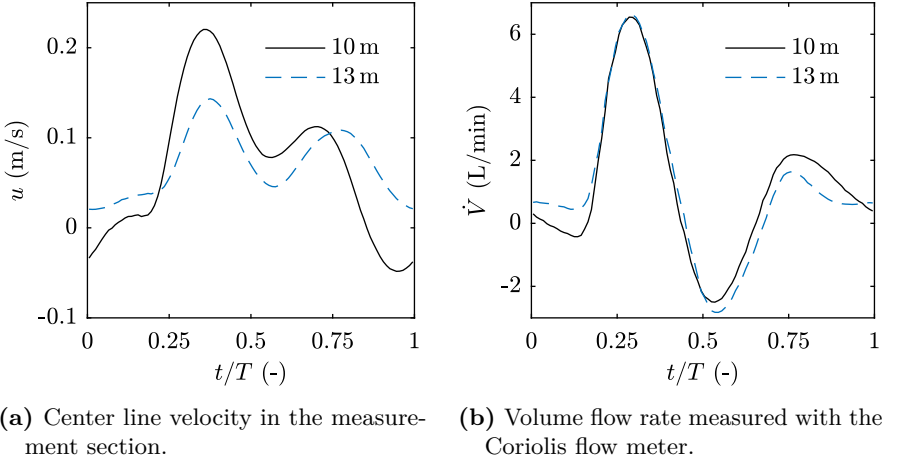 0.2
0.1
0
-0.1
u (m/s)
0
0.25
0.5
0.75
1
t/T (-)
10 m
13 m
6
4
2
0
-2
V̇ (L/min)
0
0.25
0.5
0.75
1
t/T (-)
10 m
13 m
(a) Center line velocity in the measure-
ment section.
(b) Volume flow rate measured with the
Coriolis flow meter.